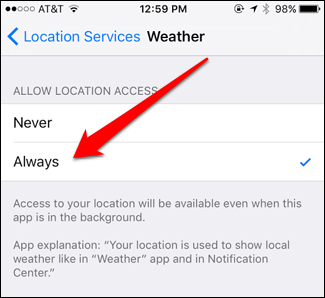 AT&T 12:59 PM 98%
Location Services Weather
ALLOW LOCATION ACCESS
Never
Always
Access to your location will be available even when this
app is in the background.
App explanation: “Your location is used to show local
weather like in “Weather” app and in Notification
Center.”